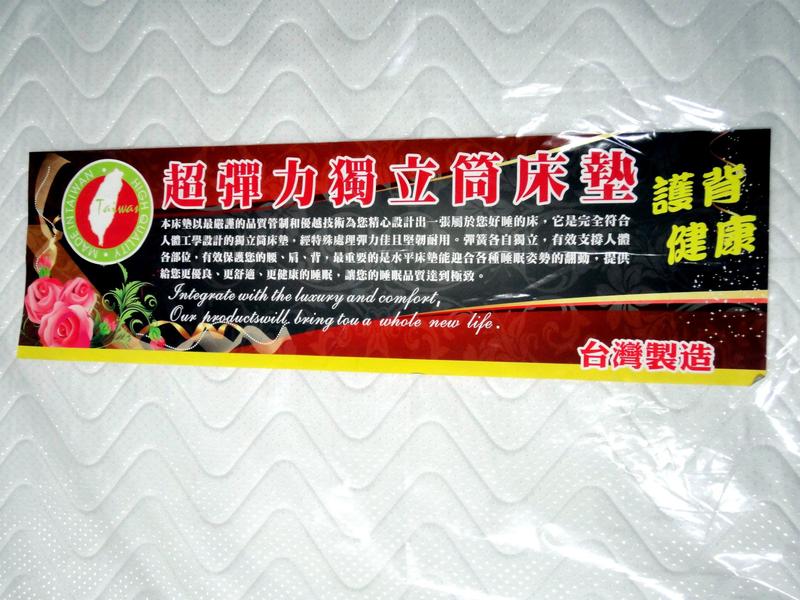 MADE IN TAIWAN • HIGH QUALITY •
Taiwan
超彈力獨立筒床墊
護背
健康
本床墊以最嚴謹的品質管制和優越技術為您精心設計出一張屬於您好睡的床，它是完全符合
人體工學設計的獨立筒床墊，經特殊處理彈力佳且堅韌耐用。彈簧各自獨立，有效支撐人體
各部位，有效保護您的腰、肩、背，最重要的是水平床墊能迎合各種睡眠姿勢的翻動，提供
給您更優良、更舒適、更健康的睡眠，讓您的睡眠品質達到極致。
Integrate with the luxury and comfort,
Our productswill bring tou a whole new life.
台灣製造